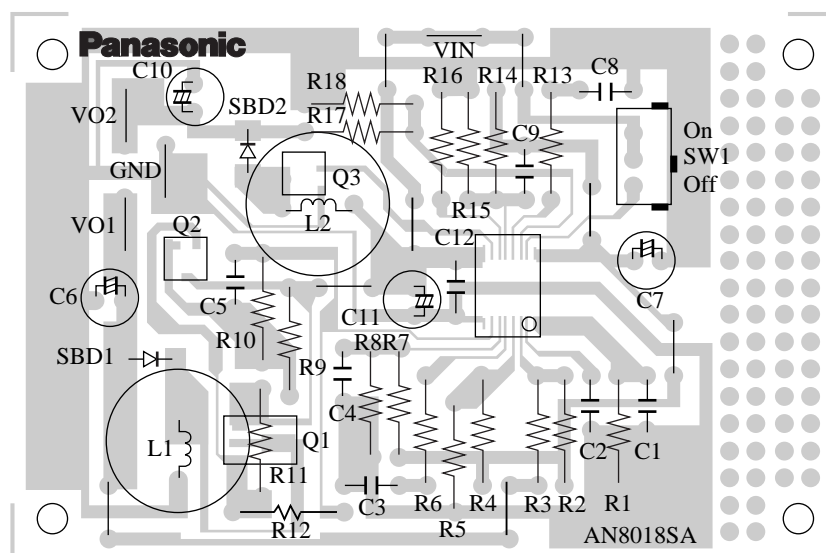 Panasonic
VIN
C10
C8
R18
R16
R14
R13
VO2
SBD2
R17
On
C9
SW1
GND
Q3
Off
VO1
Q2
L2
R15
C12
C6
C5
C11
C7
R10
R8
R7
SBD1
R9
C4
L1
Q1
C2
C1
R11
C3
R6
R4
R3
R2
R1
R12
R5
AN8018SA